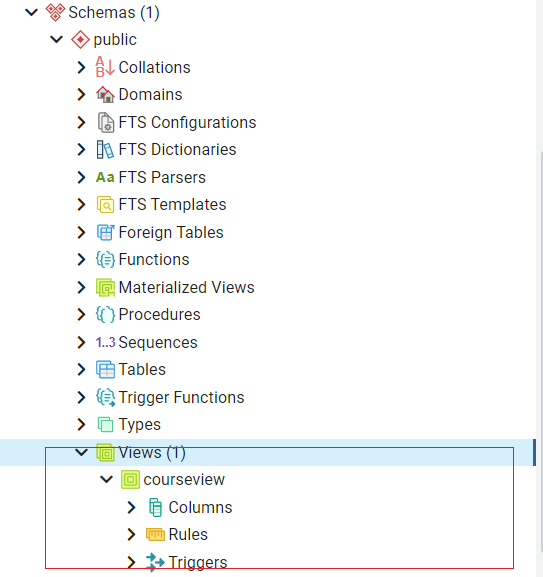 Schemas (1)
public
Collations
Domains
FTS Configurations
FTS Dictionaries
Aa FTS Parsers
FTS Templates
Foreign Tables
Functions
Materialized Views
Procedures
1..3 Sequences
Tables
Trigger Functions
Types
Views (1)
courseview
Columns
Rules
Triggers